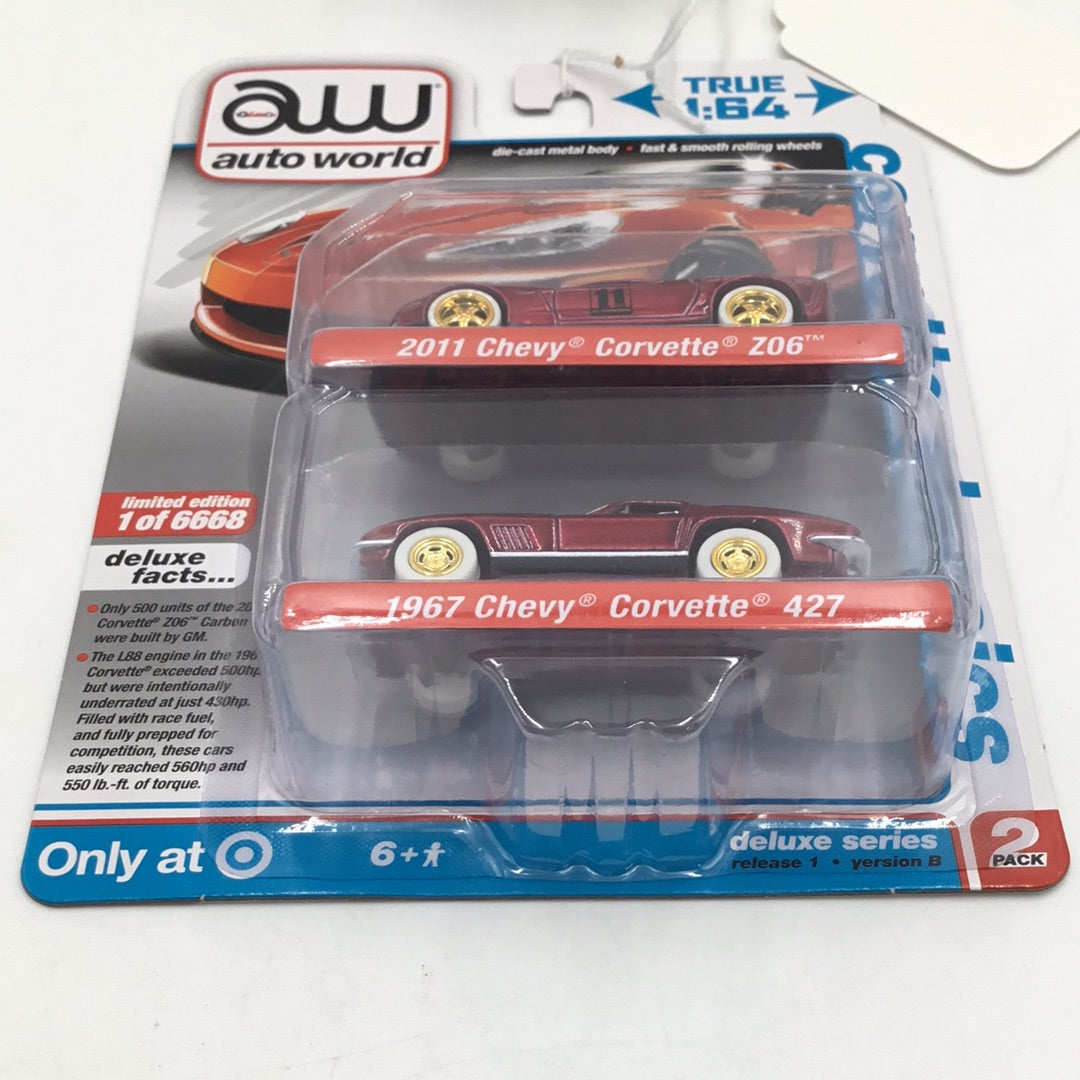 aw®
auto world
TRUE
1:64
die-cast metal body • fast & smooth rolling wheels
11
2011 Chevy® Corvette® Z06™
limited edition
1 of 6668
deluxe
facts...
1967 Chevy® Corvette® 427
• Only 500 units of the 20
Corvette® Z06™ Carbon
were built by GM.
• The L88 engine in the 196
Corvette® exceeded 500hp
but were intentionally
underrated at just 430hp.
Filled with race fuel,
and fully prepped for
competition, these cars
easily reached 560hp and
550 lb.-ft. of torque.
Only at
6+
deluxe series
release 1 • version B
2
PACK